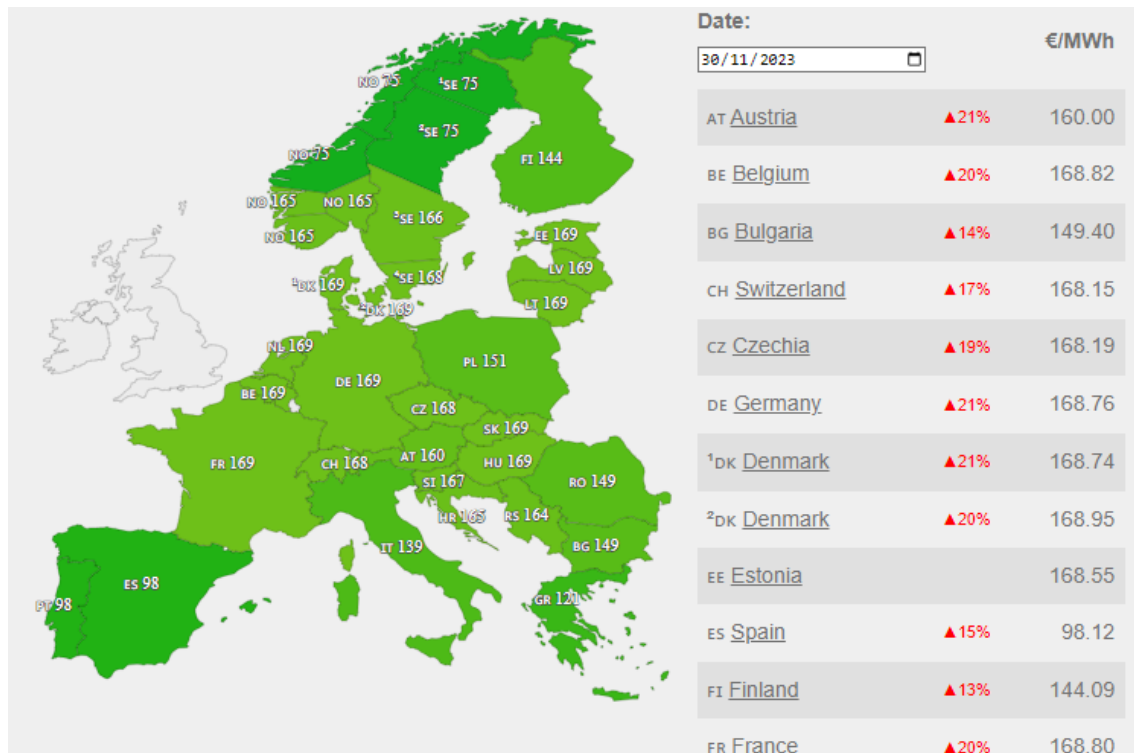 Date:
€/MWh
30/11/2023
AT Austria ▲21% 160.00
BE Belgium ▲20% 168.82
BG Bulgaria ▲14% 149.40
CH Switzerland ▲17% 168.15
CZ Czechia ▲19% 168.19
DE Germany ▲21% 168.76
¹DK Denmark ▲21% 168.74
²DK Denmark ▲20% 168.95
EE Estonia 168.55
ES Spain ▲15% 98.12
FI Finland ▲13% 144.09
FR France ▲20% 168.80
NO 75
¹SE 75
²SE 75
NO 75
FI 144
NO 165
NO 165
³SE 166
NO 165
EE 169
LV 169
⁴SE 168
¹DK 169
LT 169
²DK 169
NL 169
PL 151
DE 169
BE 169
CZ 168
SK 169
FR 169
CH 168
AT 160
HU 169
SI 167
RO 149
HR 165
RS 164
IT 139
BG 149
ES 98
GR 121
PT 98